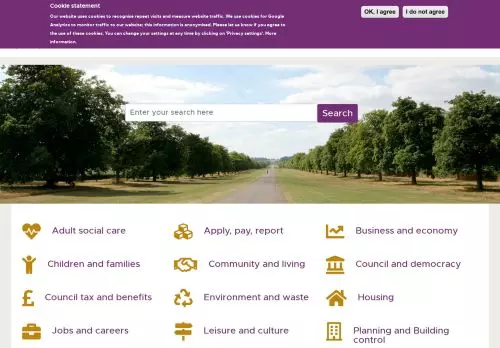 Cookie statement
Our website uses cookies to recognise repeat visits and measure website traffic. We use cookies for Google
Analytics to monitor traffic to our website; this information is anonymised. Please let us know if you agree to
the use of these cookies. You can change your settings at any time by clicking on 'Privacy settings'. More
information.
OK, I agree
I do not agree
Enter your search here
Search
Adult social care
Apply, pay, report
Business and economy
Children and families
Community and living
Council and democracy
Council tax and benefits
Environment and waste
Housing
Jobs and careers
Leisure and culture
Planning and Building
control